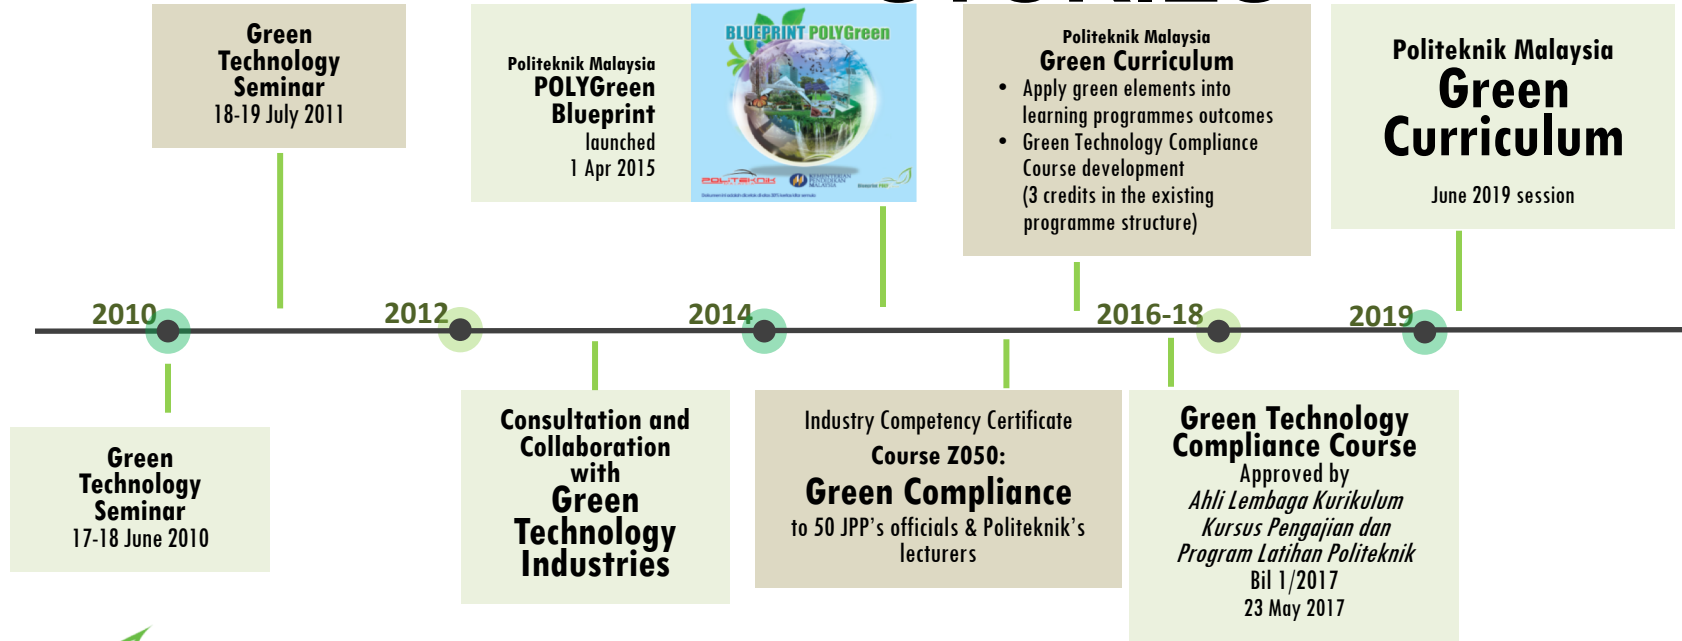 Green
Technology
Seminar
18-19 July 2011
Politeknik Malaysia
POLYGreen
Blueprint
launched
1 Apr 2015
BLUEPRINT POLYGreen
POLITEKNIK
KEMENTERIAN
PENDIDIKAN
MALAYSIA
Politeknik Malaysia
Green Curriculum
• Apply green elements into
learning programmes outcomes
• Green Technology Compliance
Course development
(3 credits in the existing
programme structure)
Politeknik Malaysia
Green
Curriculum
June 2019 session
2010
2012
2014
2016-18
2019
Green
Technology
Seminar
17-18 June 2010
Consultation and
Collaboration
with
Green
Technology
Industries
Industry Competency Certificate
Course Z050:
Green Compliance
to 50 JPP’s officials & Politeknik’s
lecturers
Green Technology
Compliance Course
Approved by
Ahli Lembaga Kurikulum
Kursus Pengajian dan
Program Latihan Politeknik
Bil 1/2017
23 May 2017